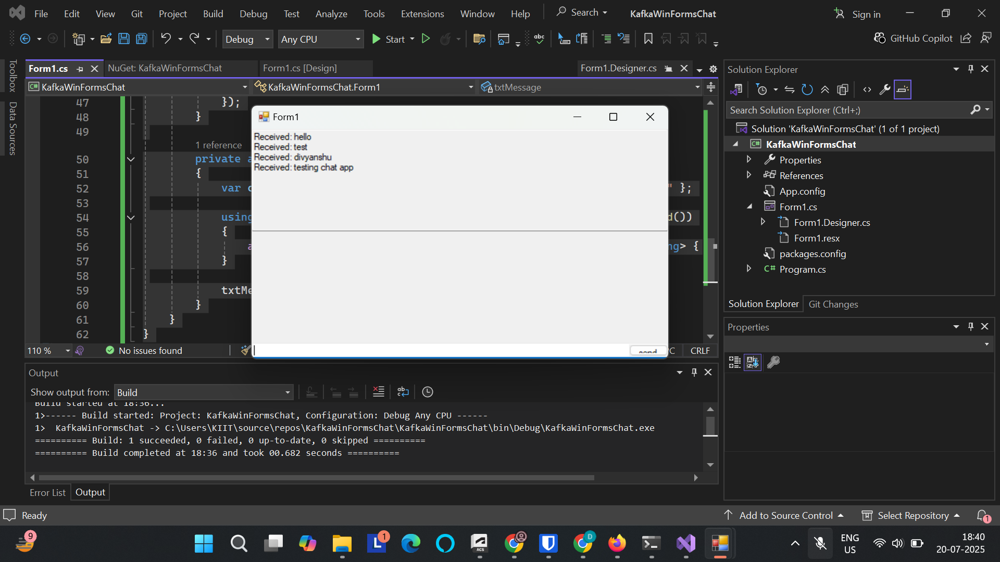 File Edit View Git Project Build Debug Test Analyze Tools Extensions Window Help Search KafkaWinFormsChat Sign in
Debug Any CPU Start GitHub Copilot
Toolbox
Data Sources
Form1.cs NuGet: KafkaWinFormsChat Form1.cs [Design] Form1.Designer.cs
KafkaWinFormsChat KafkaWinFormsChat.Form1 txtMessage
47 });
48 }
49
1 reference
50 private
51 {
52 var " };
53
54 using ())
55 {
56 > {
57 }
58
59 txtMe
60 }
61 }
62 }
110 % No issues found CRLF
Form1
Received: hello
Received: test
Received: divyanshu
Received: testing chat app
send
Output
Show output from: Build
Build started at 18:36...
1>------ Build started: Project: KafkaWinFormsChat, Configuration: Debug Any CPU ------
1> KafkaWinFormsChat -> C:\Users\KIIT\source\repos\KafkaWinFormsChat\KafkaWinFormsChat\bin\Debug\KafkaWinFormsChat.exe
========== Build: 1 succeeded, 0 failed, 0 up-to-date, 0 skipped ==========
========== Build completed at 18:36 and took 00.682 seconds ==========
Error List Output
Solution Explorer
Search Solution Explorer (Ctrl+;)
Solution 'KafkaWinFormsChat' (1 of 1 project)
C# KafkaWinFormsChat
Properties
References
App.config
Form1.cs
Form1.Designer.cs
Form1.resx
packages.config
C# Program.cs
Solution Explorer Git Changes
Properties
Ready Add to Source Control Select Repository 1
9 L 1 ACS D ENG
US
18:40
20-07-2025